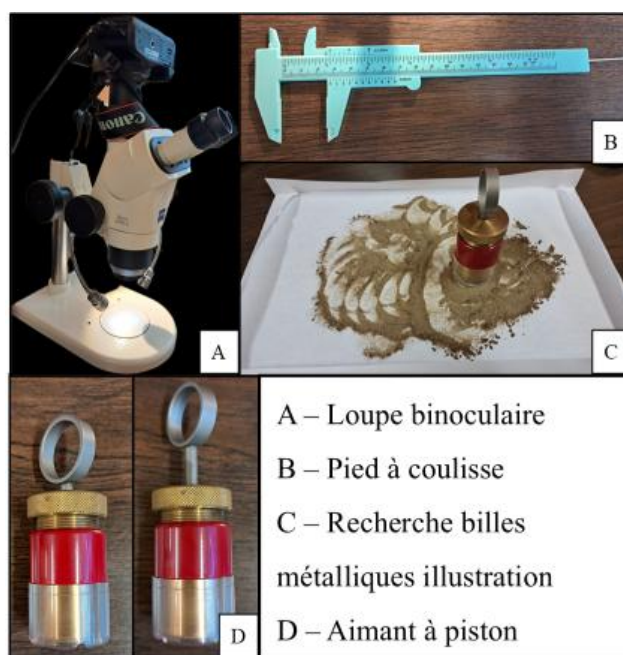 Canon
A
B
C
D
A – Loupe binoculaire
B – Pied à coulisse
C – Recherche billes
métalliques illustration
D – Aimant à piston